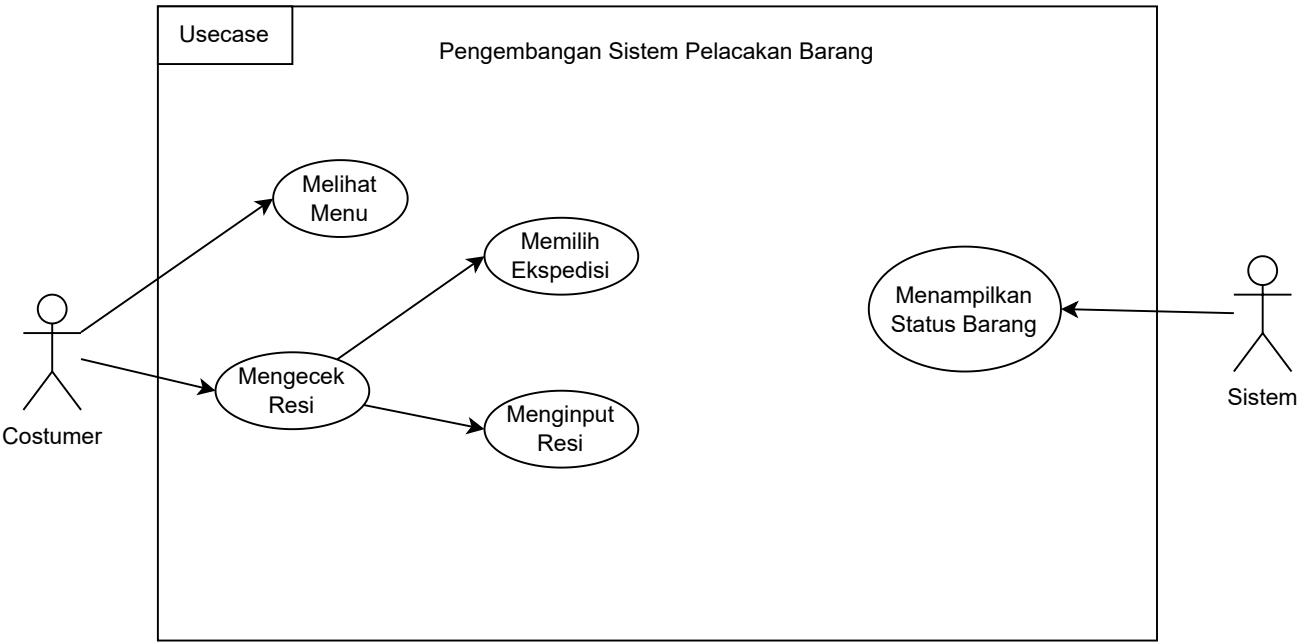 Usecase
Pengembangan Sistem Pelacakan Barang
Melihat
Menu
Memilih
Ekspedisi
Menampilkan
Status Barang
Mengecek
Resi
Menginput
Resi
Costumer
Sistem